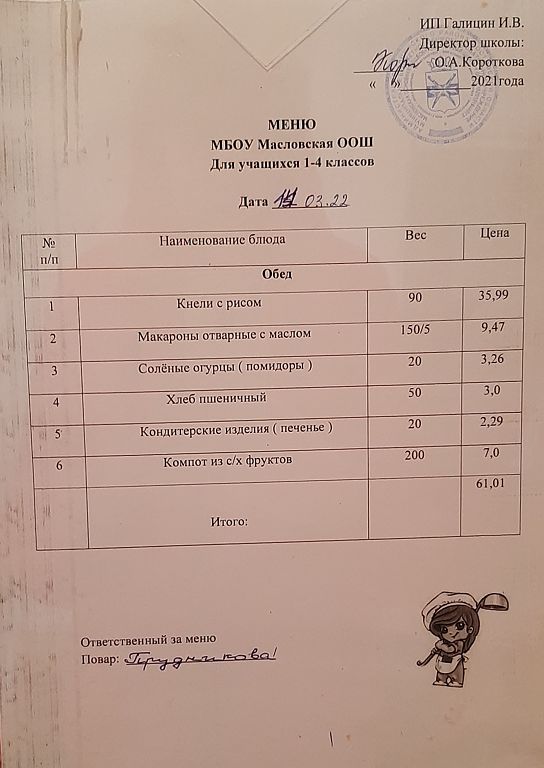 ИП Галицин И.В.
Директор школы:
О.А.Короткова
« » 2021года
МЕНЮ
МБОУ Масловская ООШ
Для учащихся 1-4 классов
Дата 14 03.22
№ п/п Наименование блюда Вес Цена
Обед
1 Кнели с рисом 90 35,99
2 Макароны отварные с маслом 150/5 9,47
3 Солёные огурцы ( помидоры ) 20 3,26
4 Хлеб пшеничный 50 3,0
5 Кондитерские изделия ( печенье ) 20 2,29
6 Компот из с/х фруктов 200 7,0
61,01
Итого:
Ответственный за меню
Повар: Прудникова